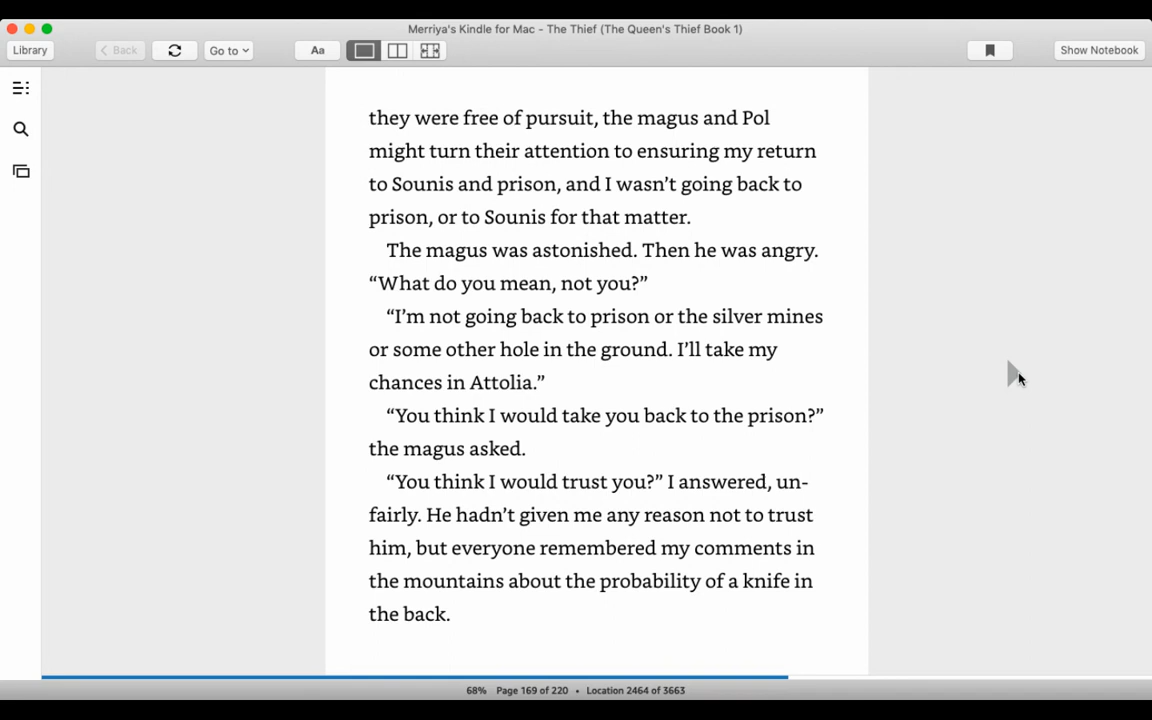 Merriya's Kindle for Mac - The Thief (The Queen's Thief Book 1)
Library
Back
Go to
Aa
Show Notebook
they were free of pursuit, the magus and Pol
might turn their attention to ensuring my return
to Sounis and prison, and I wasn’t going back to
prison, or to Sounis for that matter.
The magus was astonished. Then he was angry.
“What do you mean, not you?”
“I’m not going back to prison or the silver mines
or some other hole in the ground. I’ll take my
chances in Attolia.”
“You think I would take you back to the prison?”
the magus asked.
“You think I would trust you?” I answered, un-
fairly. He hadn’t given me any reason not to trust
him, but everyone remembered my comments in
the mountains about the probability of a knife in
the back.
68% Page 169 of 220 • Location 2464 of 3663